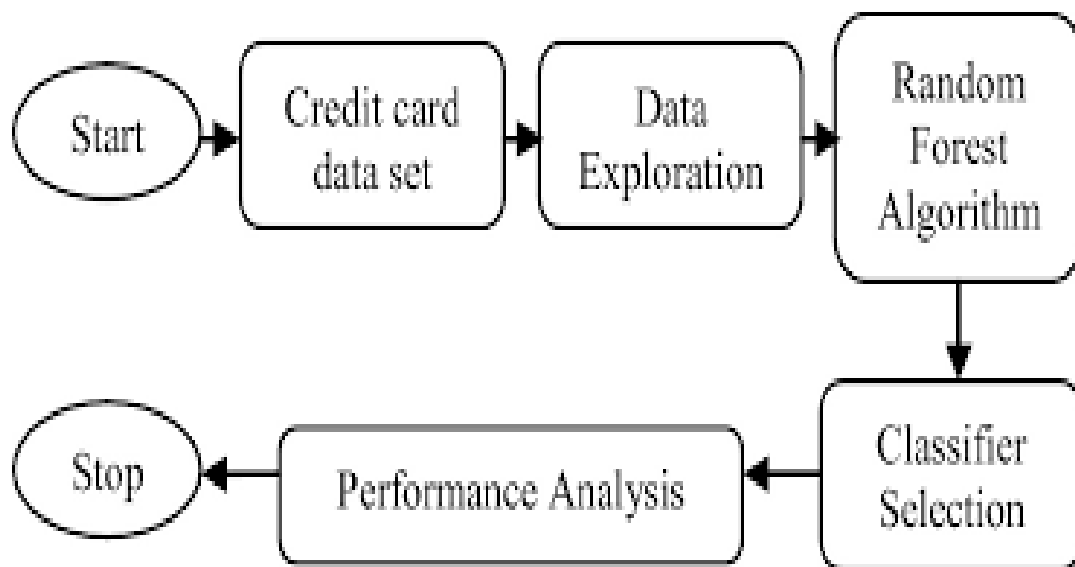 Start
Credit card
data set
Data
Exploration
Random
Forest
Algorithm
Classifier
Selection
Performance Analysis
Stop